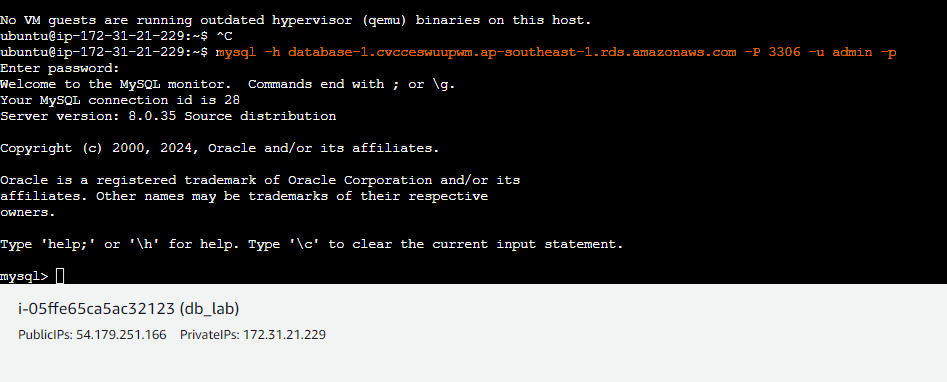 No VM guests are running outdated hypervisor (qemu) binaries on this host.
ubuntu@ip-172-31-21-229:~$ ^C
ubuntu@ip-172-31-21-229:~$ mysql -h database-1.cvcceswuupwm.ap-southeast-1.rds.amazonaws.com -P 3306 -u admin -p
Enter password:
Welcome to the MySQL monitor.  Commands end with ; or \g.
Your MySQL connection id is 28
Server version: 8.0.35 Source distribution
Copyright (c) 2000, 2024, Oracle and/or its affiliates.
Oracle is a registered trademark of Oracle Corporation and/or its
affiliates. Other names may be trademarks of their respective
owners.
Type 'help;' or '\h' for help. Type '\c' to clear the current input statement.
mysql>
i-05ffe65ca5ac32123 (db_lab)
PublicIPs: 54.179.251.166    PrivateIPs: 172.31.21.229